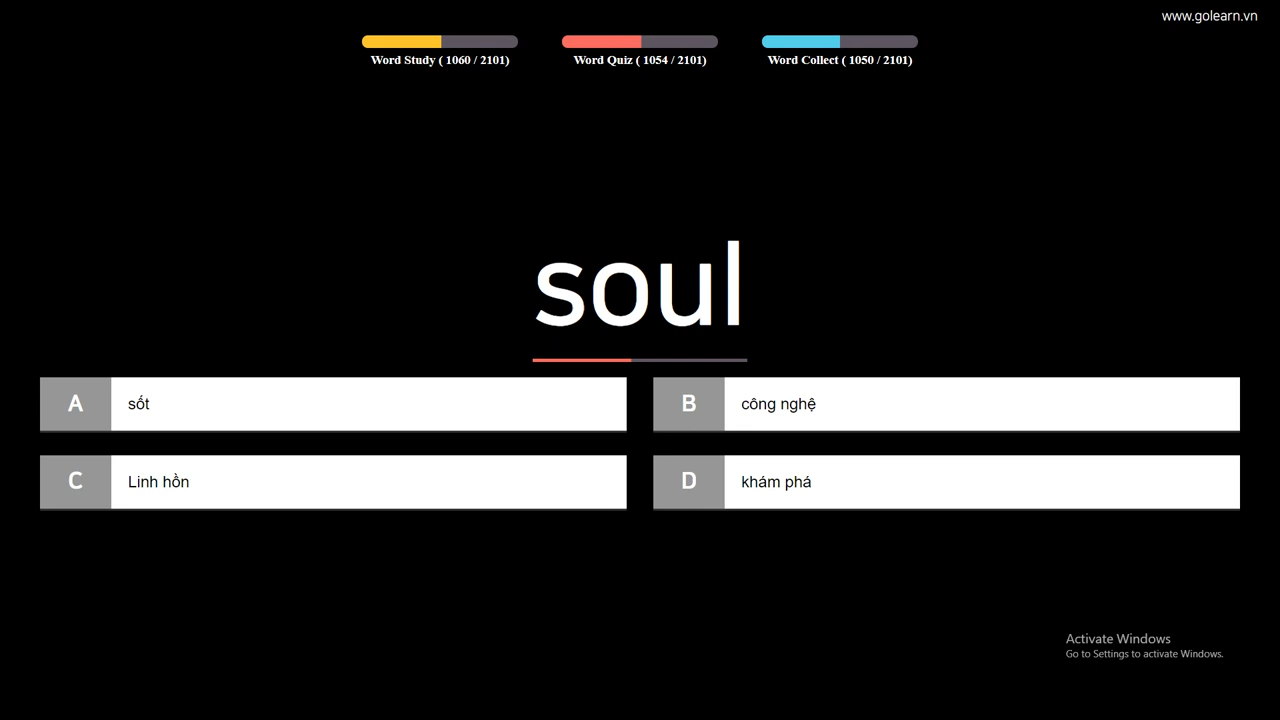 www.golearn.vn
Word Study ( 1060 / 2101)
Word Quiz ( 1054 / 2101)
Word Collect ( 1050 / 2101)
soul
A sốt
B công nghệ
C Linh hồn
D khám phá
Activate Windows
Go to Settings to activate Windows.